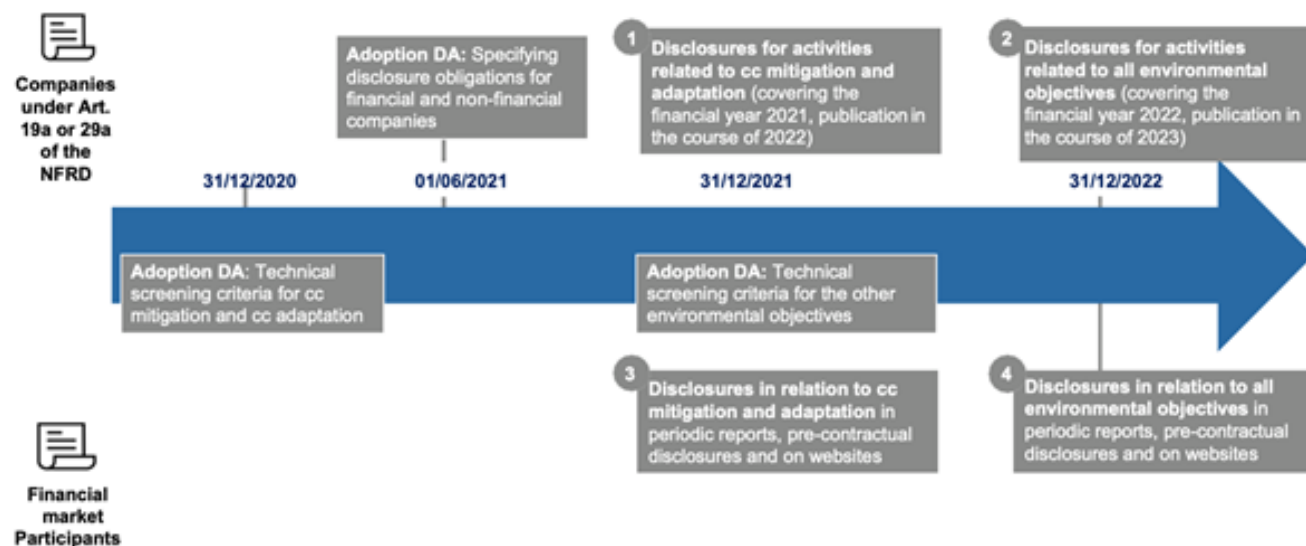 Companies
under Art.
19a or 29a
of the
NFRD
Adoption DA: Specifying
disclosure obligations for
financial and non-financial
companies
1
Disclosures for activities
related to cc mitigation and
adaptation (covering the
financial year 2021, publication in
the course of 2022)
2
Disclosures for activities
related to all environmental
objectives (covering the
financial year 2022, publication in
the course of 2023)
31/12/2020
01/06/2021
31/12/2021
31/12/2022
Adoption DA: Technical
screening criteria for cc
mitigation and cc adaptation
Adoption DA: Technical
screening criteria for the other
environmental objectives
3
Disclosures in relation to cc
mitigation and adaptation in
periodic reports, pre-contractual
disclosures and on websites
4
Disclosures in relation to all
environmental objectives in
periodic reports, pre-contractual
disclosures and on websites
Financial
market
Participants